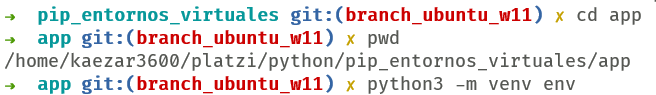 ➜ pip_entornos_virtuales git:(branch_ubuntu_w11) ✗ cd app
➜ app git:(branch_ubuntu_w11) ✗ pwd
/home/kaezar3600/platzi/python/pip_entornos_virtuales/app
➜ app git:(branch_ubuntu_w11) ✗ python3 -m venv env